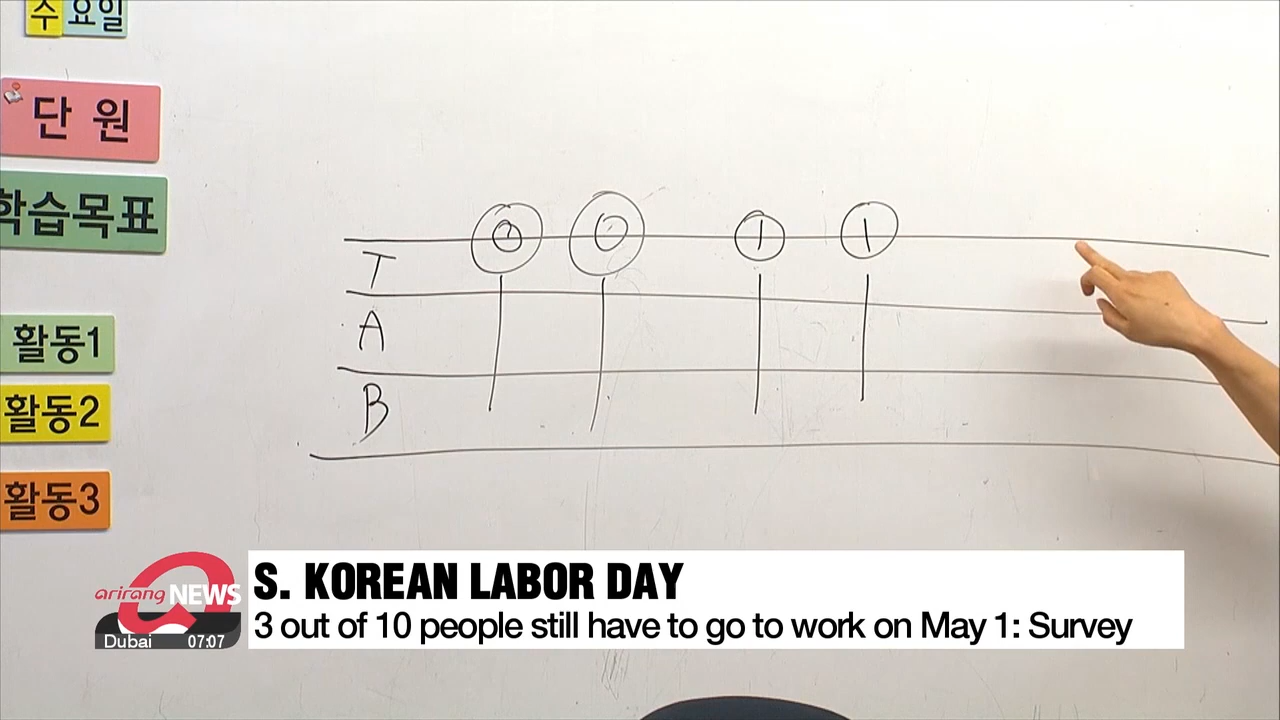 수요일
단 원
학습목표
활동1
활동2
활동3
0 0 1 1
T
A
B
arirang NEWS
Dubai 07:07
S. KOREAN LABOR DAY
3 out of 10 people still have to go to work on May 1: Survey